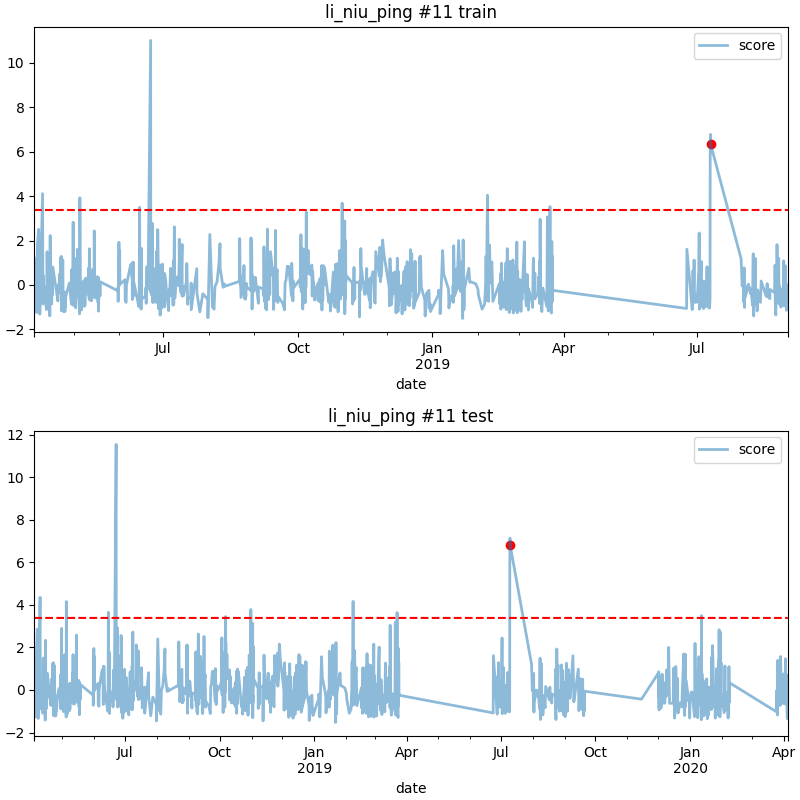 li_niu_ping #11 train
score
10
8
6
4
2
0
−2
Jul Oct Jan Apr Jul
2019
date
li_niu_ping #11 test
score
12
10
8
6
4
2
0
−2
Jul Oct Jan Apr Jul Oct Jan Apr
2019 2020
date